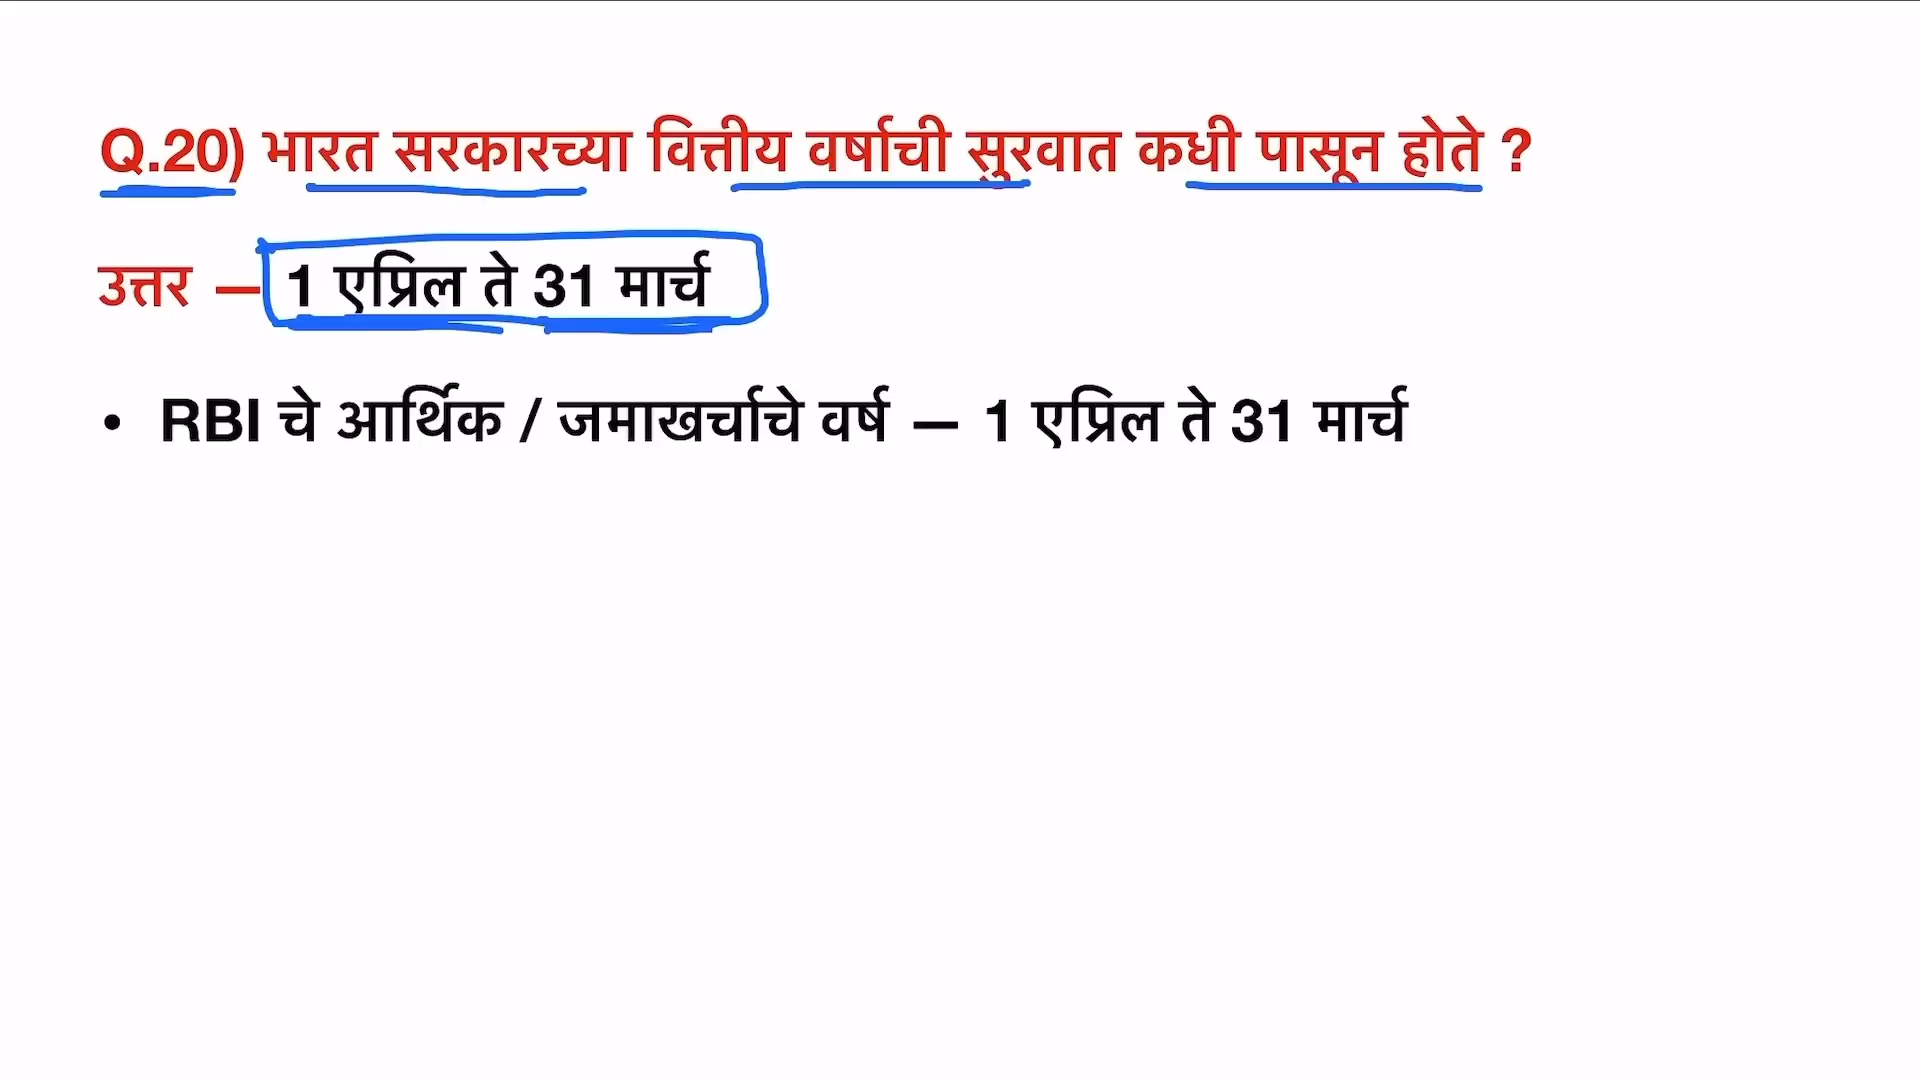 Q.20) भारत सरकारच्या वित्तीय वर्षाची सुरवात कधी पासून होते ?
उत्तर — 1 एप्रिल ते 31 मार्च
• RBI चे आर्थिक / जमाखर्चाचे वर्ष — 1 एप्रिल ते 31 मार्च